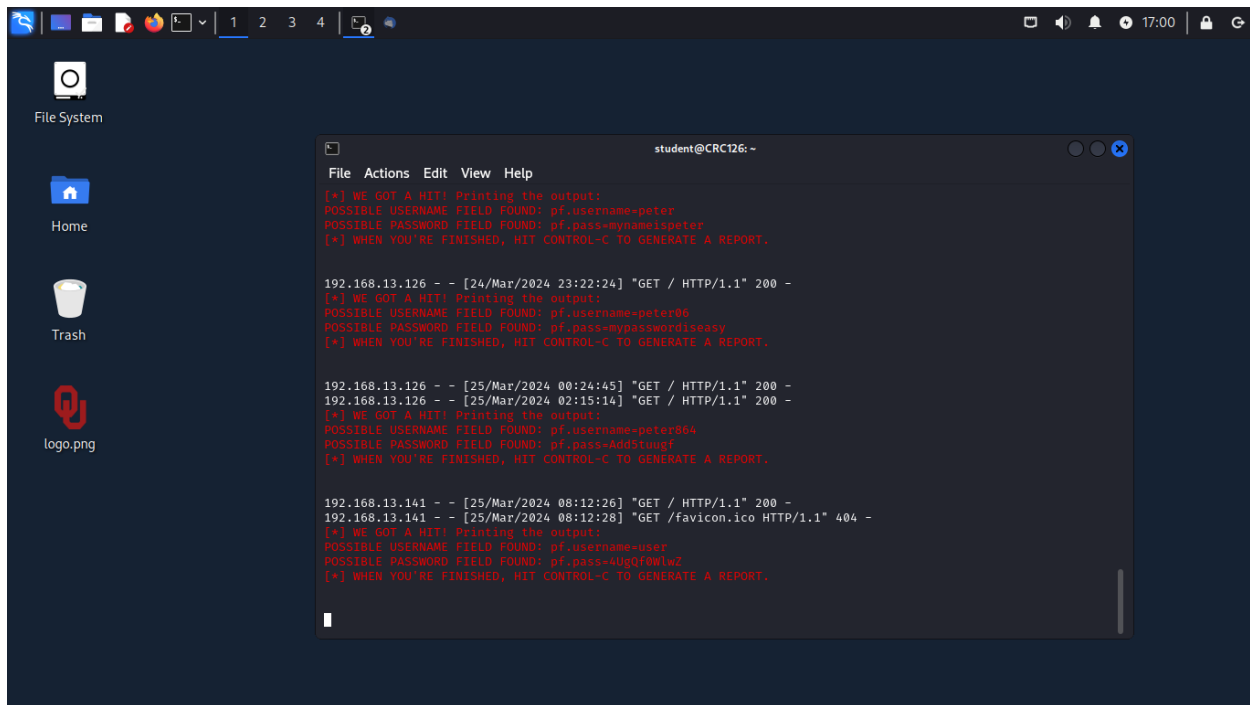 1 2 3 4 2 17:00
File System
Home
Trash
logo.png
student@CRC126: ~
File Actions Edit View Help
[*] WE GOT A HIT! Printing the output:
POSSIBLE USERNAME FIELD FOUND: pf.username=peter
POSSIBLE PASSWORD FIELD FOUND: pf.pass=mynameispeter
[*] WHEN YOU'RE FINISHED, HIT CONTROL-C TO GENERATE A REPORT.
192.168.13.126 - - [24/Mar/2024 23:22:24] "GET / HTTP/1.1" 200 -
[*] WE GOT A HIT! Printing the output:
POSSIBLE USERNAME FIELD FOUND: pf.username=peter06
POSSIBLE PASSWORD FIELD FOUND: pf.pass=mypasswordiseasy
[*] WHEN YOU'RE FINISHED, HIT CONTROL-C TO GENERATE A REPORT.
192.168.13.126 - - [25/Mar/2024 00:24:45] "GET / HTTP/1.1" 200 -
192.168.13.126 - - [25/Mar/2024 02:15:14] "GET / HTTP/1.1" 200 -
[*] WE GOT A HIT! Printing the output:
POSSIBLE USERNAME FIELD FOUND: pf.username=peter864
POSSIBLE PASSWORD FIELD FOUND: pf.pass=Add5tuugf
[*] WHEN YOU'RE FINISHED, HIT CONTROL-C TO GENERATE A REPORT.
192.168.13.141 - - [25/Mar/2024 08:12:26] "GET / HTTP/1.1" 200 -
192.168.13.141 - - [25/Mar/2024 08:12:28] "GET /favicon.ico HTTP/1.1" 404 -
[*] WE GOT A HIT! Printing the output:
POSSIBLE USERNAME FIELD FOUND: pf.username=user
POSSIBLE PASSWORD FIELD FOUND: pf.pass=4UgQf0WlwZ
[*] WHEN YOU'RE FINISHED, HIT CONTROL-C TO GENERATE A REPORT.